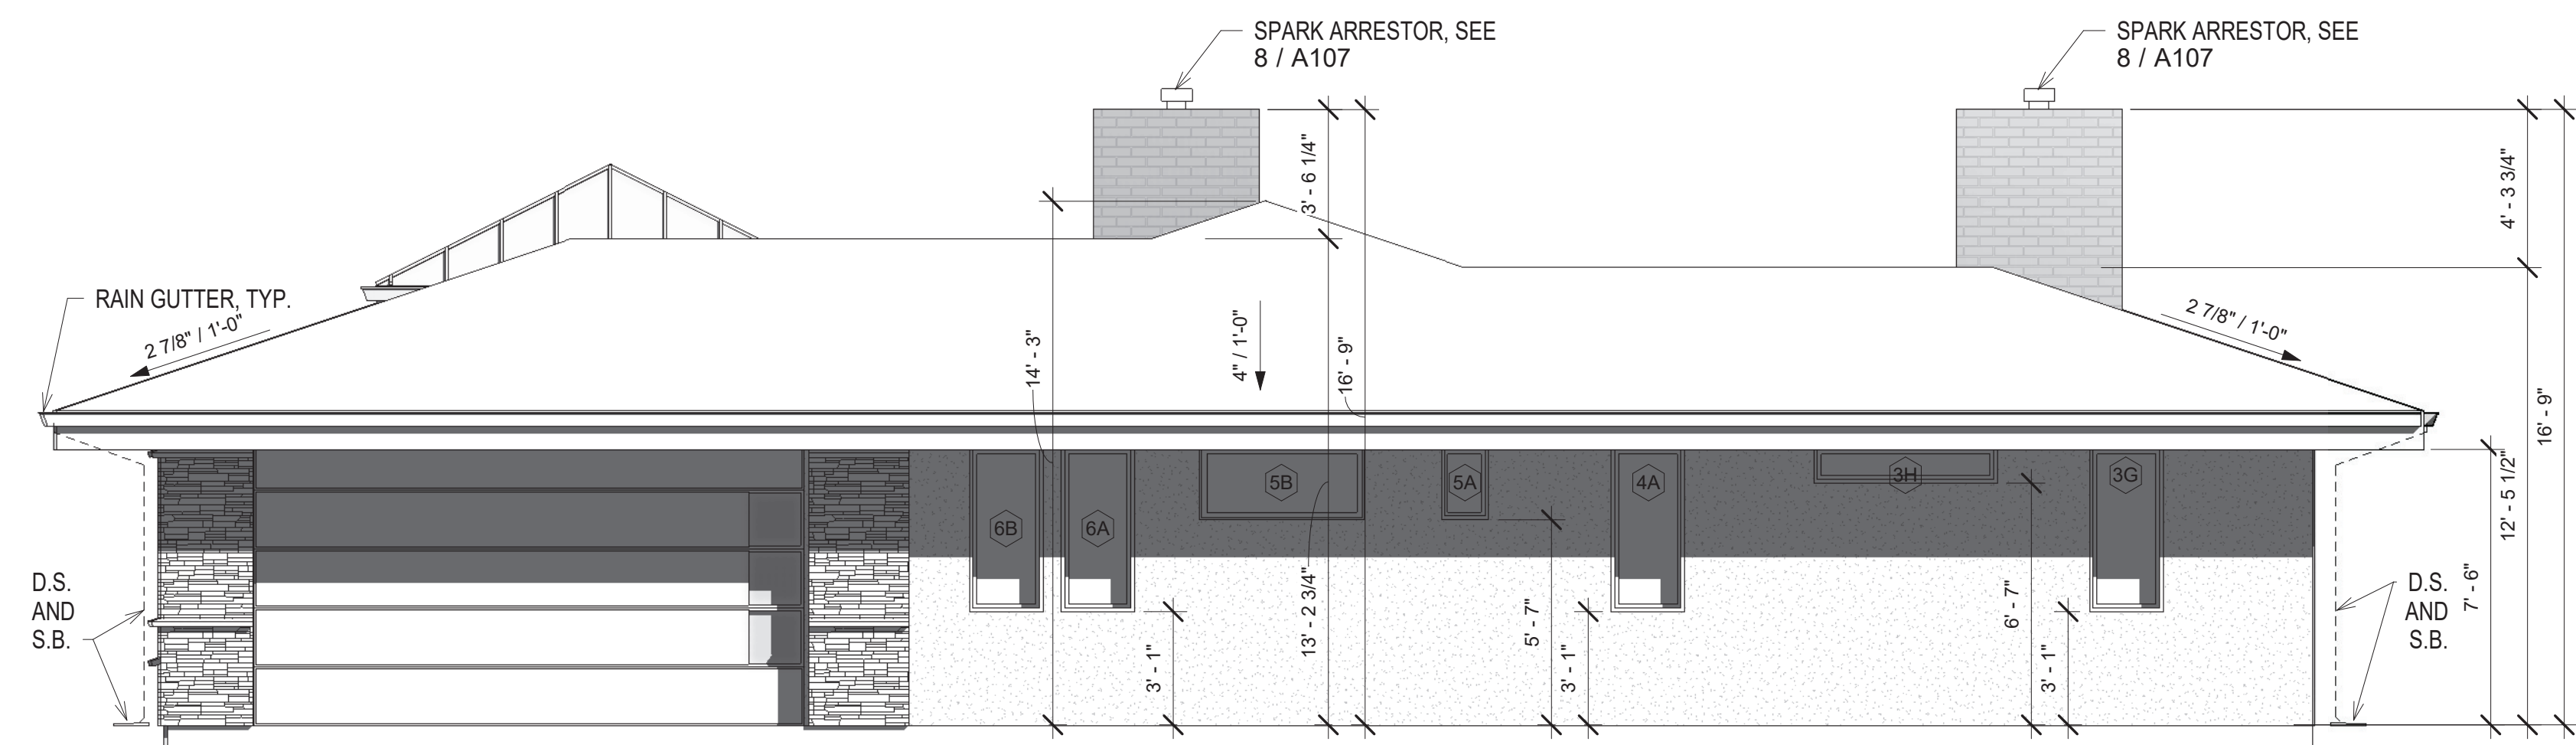 SPARK ARRESTOR, SEE
8 / A107
SPARK ARRESTOR, SEE
8 / A107
3' - 6 1/4"
4' - 3 3/4"
RAIN GUTTER, TYP.
2 7/8" / 1'-0"
14' - 3"
4" / 1'-0"
16' - 9"
2 7/8" / 1'-0"
16' - 9"
12' - 5 1/2"
7' - 6"
6B
6A
5B
5A
4A
3H
3G
D.S.
AND
S.B.
3' - 1"
13' - 2 3/4"
5' - 7"
3' - 1"
6' - 7"
3' - 1"
D.S.
AND
S.B.